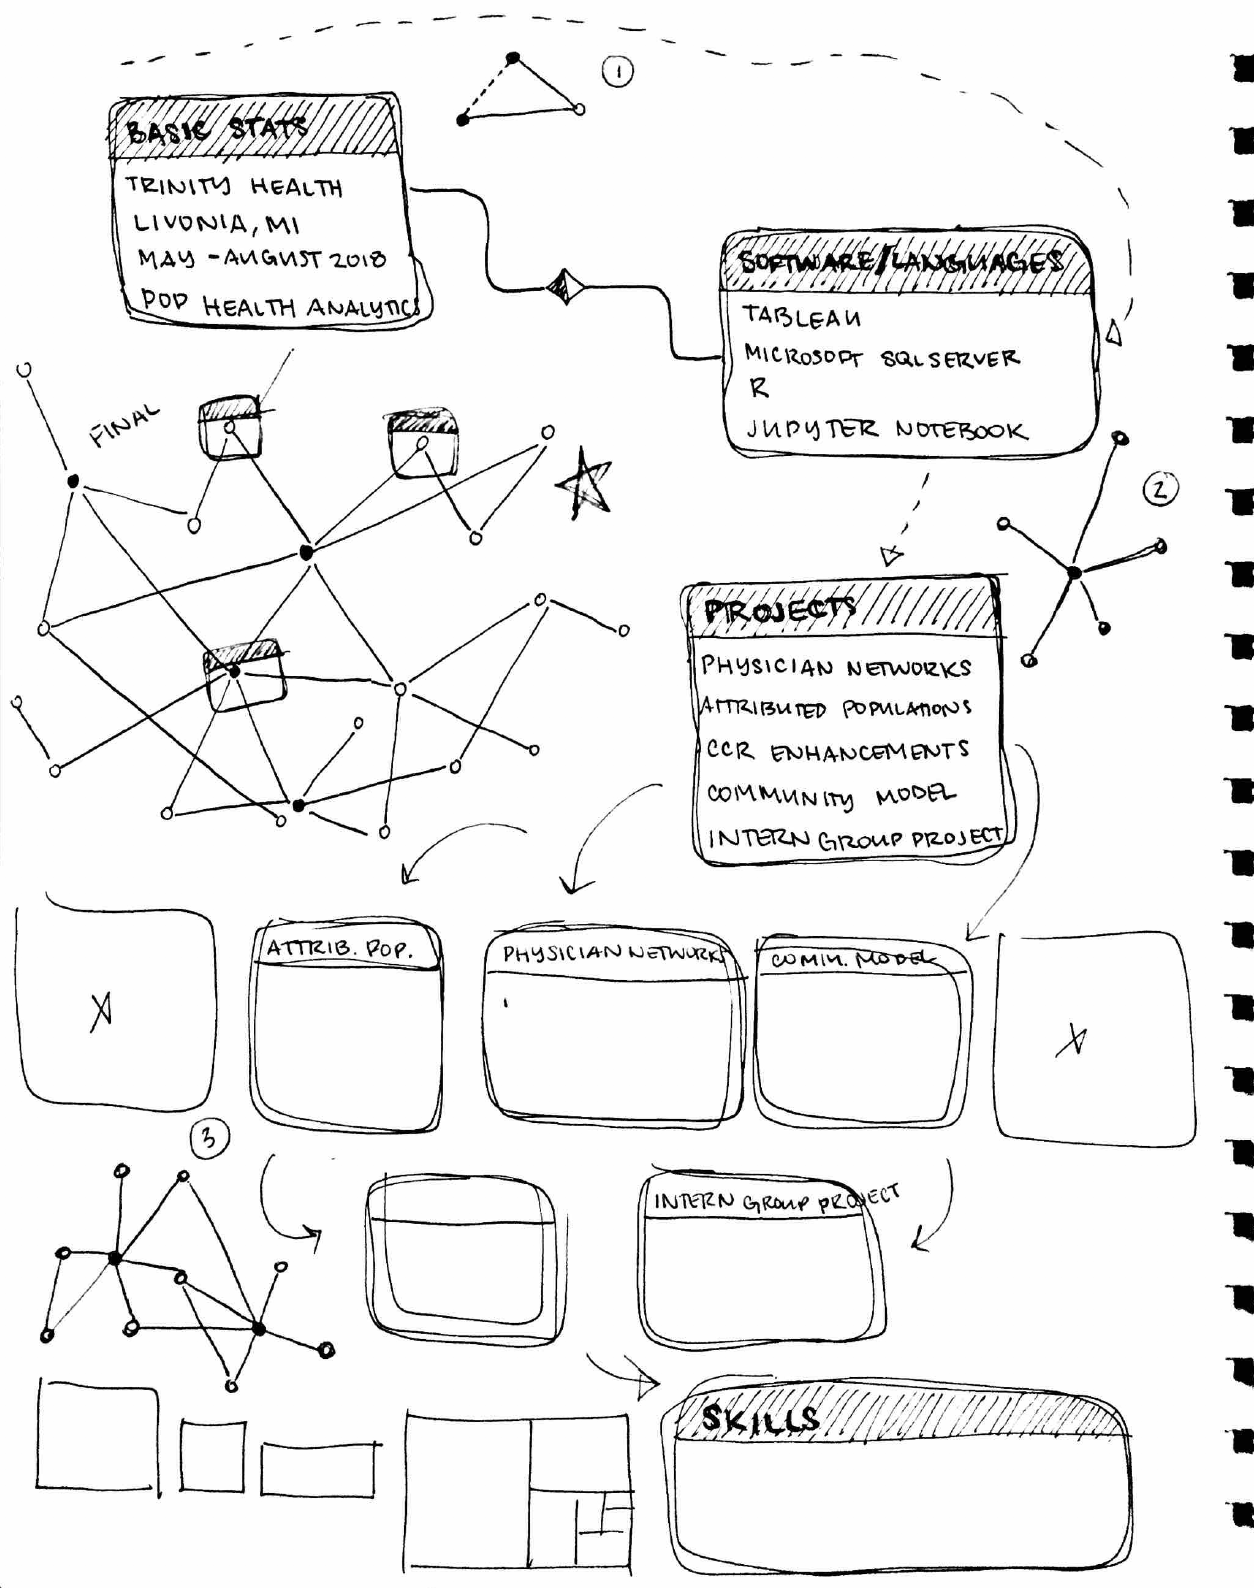 1
BASIC STATS
TRINITY HEALTH
LIVONIA, MI
MAY - AUGUST 2018
POP HEALTH ANALYTICS
SOFTWARE/LANGUAGES
TABLEAU
MICROSOFT SQL SERVER
R
JUPYTER NOTEBOOK
FINAL
2
PROJECTS
PHYSICIAN NETWORKS
ATTRIBUTED POPULATIONS
CCR ENHANCEMENTS
COMMUNITY MODEL
INTERN GROUP PROJECT
ATTRIB. POP.
PHYSICIAN NETWORKS
COMM. MODEL
X
X
3
INTERN GROUP PROJECT
SKILLS